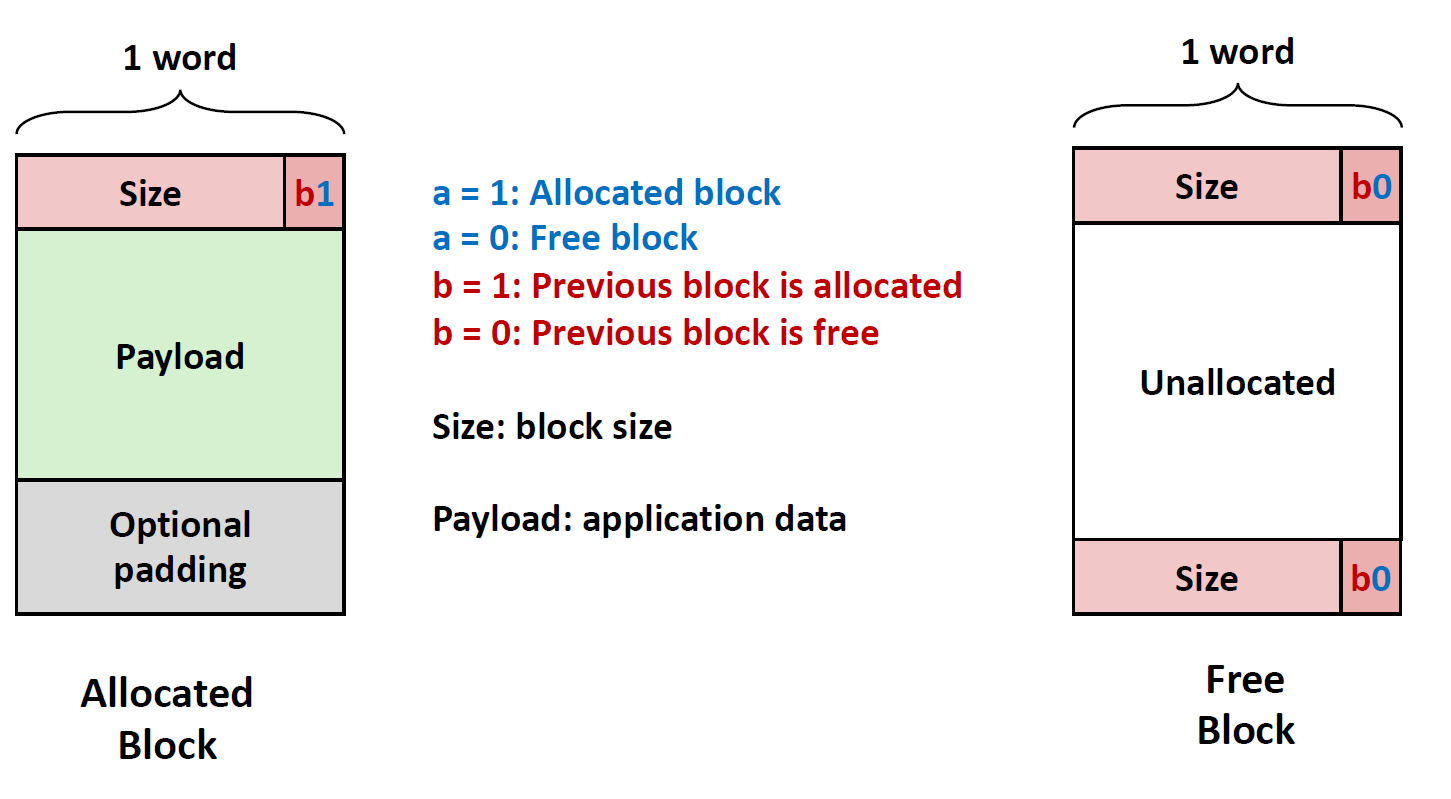 1 word
Size b1
Payload
Optional
padding
Allocated
Block
a = 1: Allocated block
a = 0: Free block
b = 1: Previous block is allocated
b = 0: Previous block is free
Size: block size
Payload: application data
1 word
Size b0
Unallocated
Size b0
Free
Block